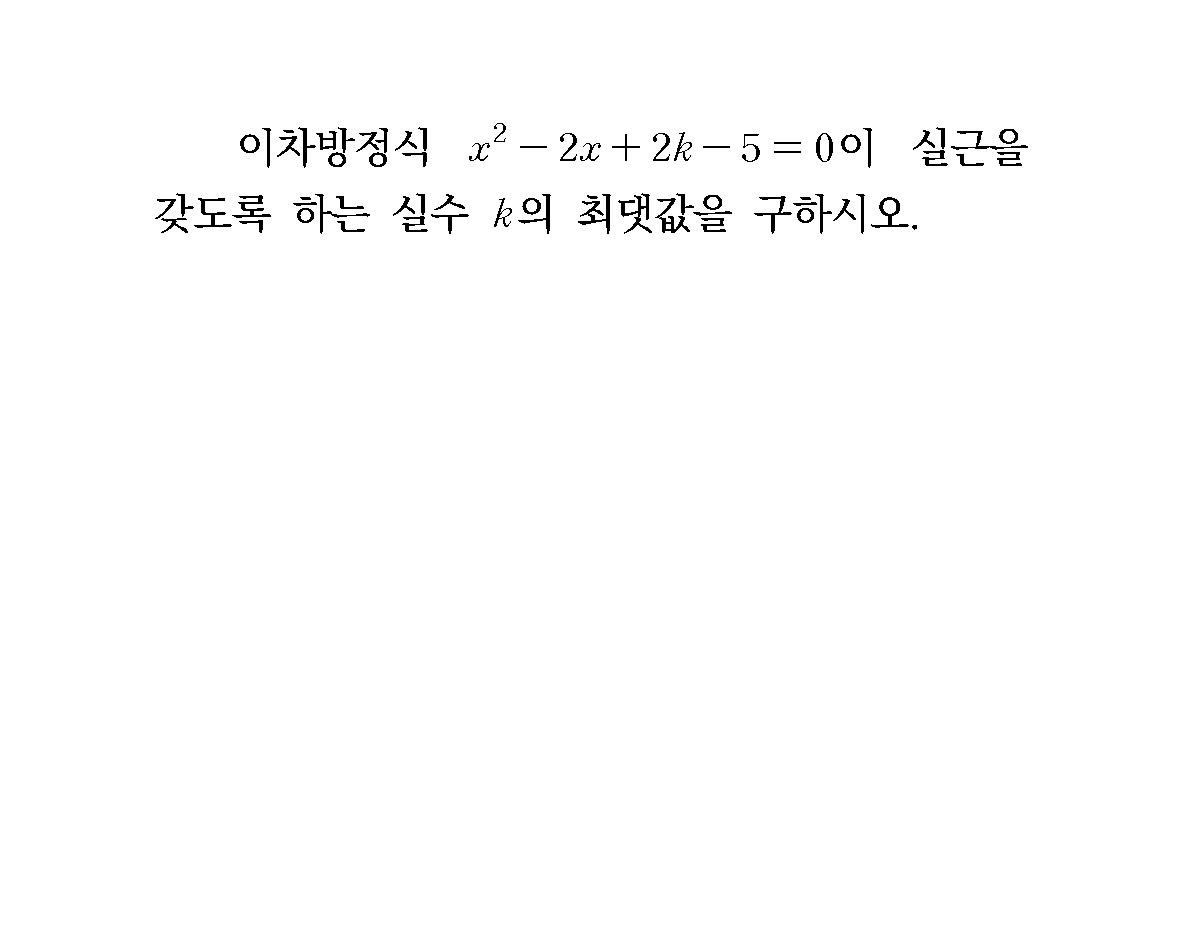 이차방정식 $x^2-2x+2k-5=0$이 실근을
갖도록 하는 실수 $k$의 최댓값을 구하시오.